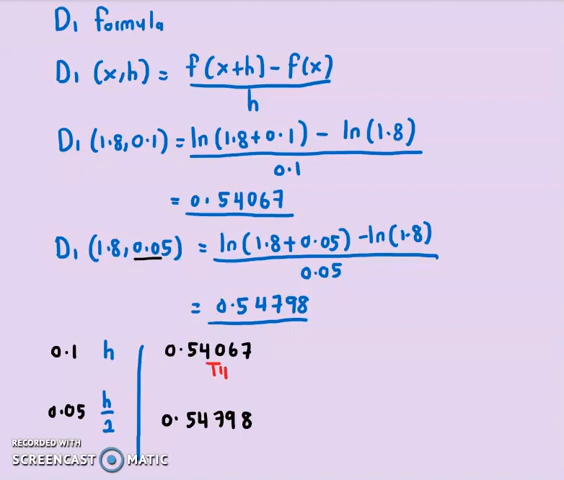 D1 formula
D1 (x,h) = f(x+h) - f(x)
h
D1 (1.8, 0.1) = ln(1.8+0.1) - ln(1.8)
0.1
= 0.54067
D1 (1.8, 0.05) = ln(1.8+0.05) - ln(1.8)
0.05
= 0.54798
0.1 h 0.54067
T11
0.05 h 0.54798
2
RECORDED WITH
SCREENCAST MATIC